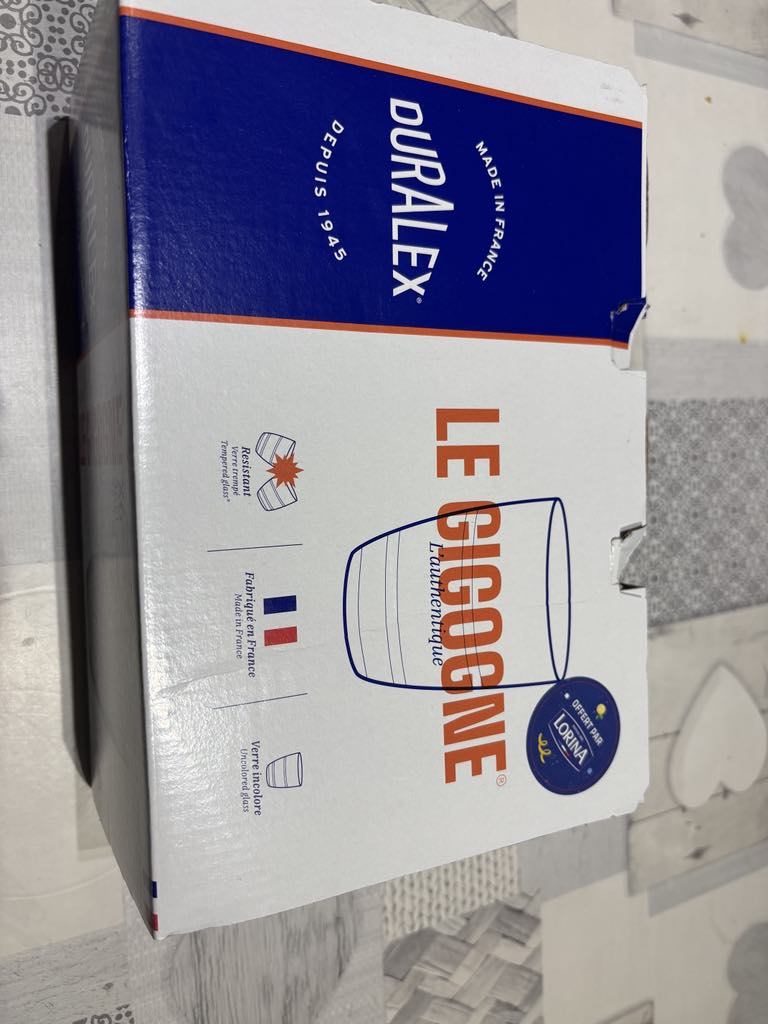 MADE IN FRANCE
DURALEX®
DEPUIS 1945
LE GIGOGNE®
L'authentique
OFFERT PAR
LORINA
Resistant
Verre trempé
Tempered glass*
Fabriqué en France
Made in France
Verre incolore
Uncolored glass